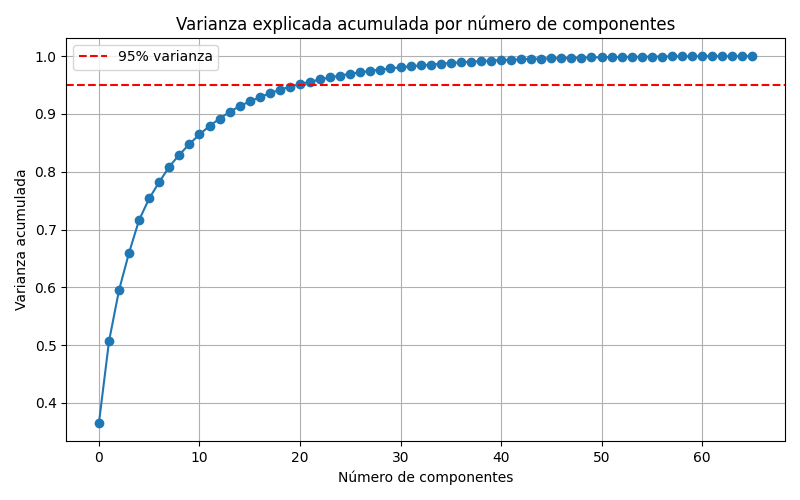 Varianza explicada acumulada por número de componentes
95% varianza
Varianza acumulada
1.0
0.9
0.8
0.7
0.6
0.5
0.4
0 10 20 30 40 50 60
Número de componentes